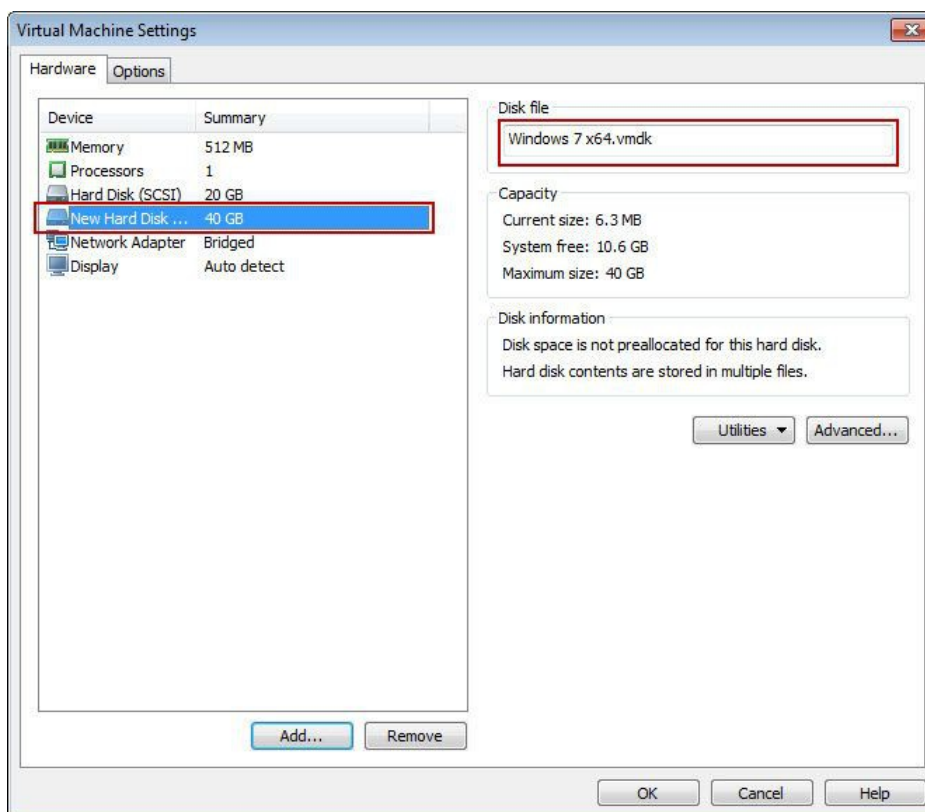 Virtual Machine Settings
Hardware Options
Device Summary
Memory 512 MB
Processors 1
Hard Disk (SCSI) 20 GB
New Hard Disk ... 40 GB
Network Adapter Bridged
Display Auto detect
Add... Remove
Disk file
Windows 7 x64.vmdk
Capacity
Current size: 6.3 MB
System free: 10.6 GB
Maximum size: 40 GB
Disk information
Disk space is not preallocated for this hard disk.
Hard disk contents are stored in multiple files.
Utilities Advanced...
OK Cancel Help